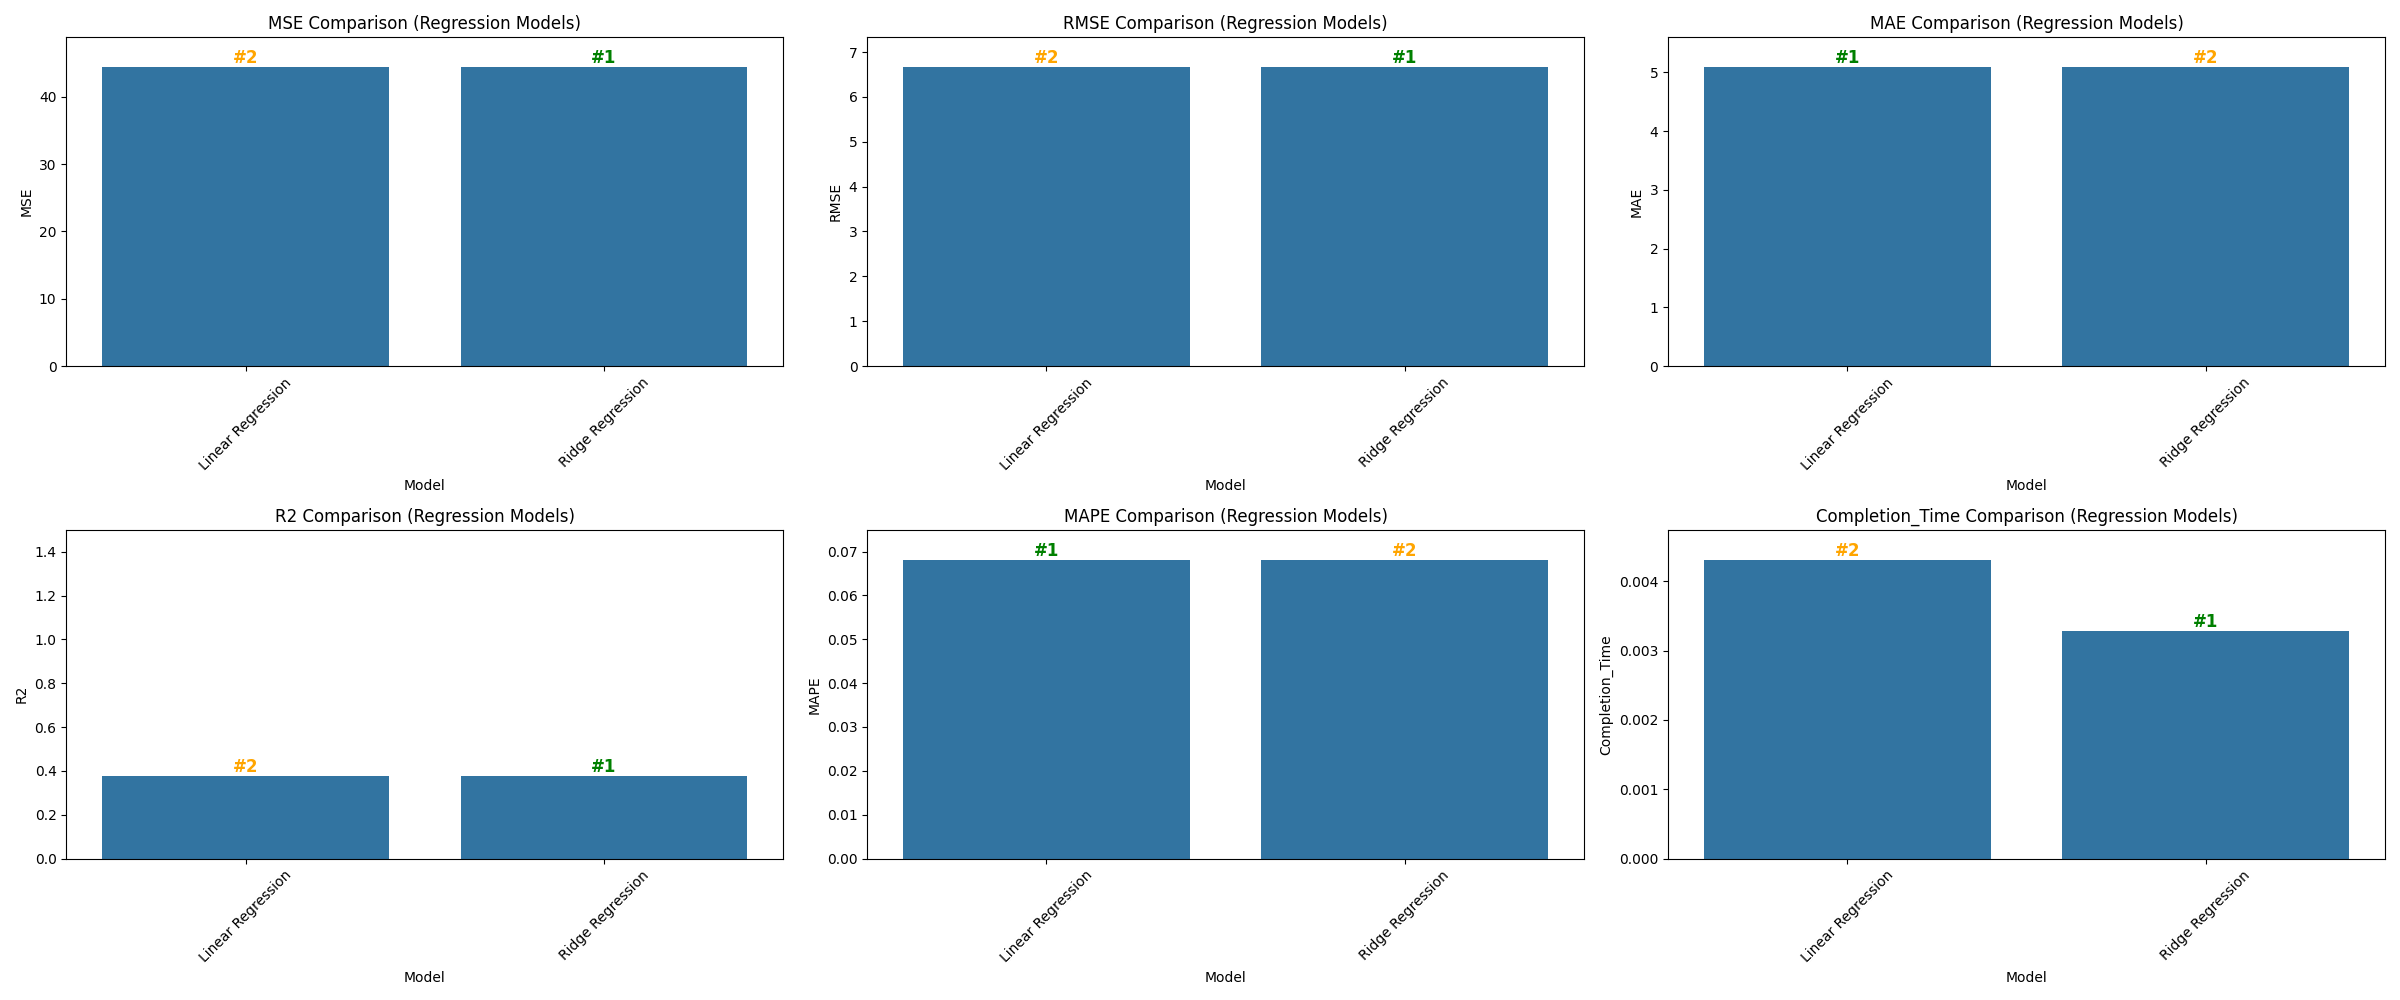 MSE Comparison (Regression Models)
#2
#1
40
30
20
10
0
MSE
Linear Regression
Ridge Regression
Model
RMSE Comparison (Regression Models)
#2
#1
7
6
5
4
3
2
1
0
RMSE
Linear Regression
Ridge Regression
Model
MAE Comparison (Regression Models)
#1
#2
5
4
3
2
1
0
MAE
Linear Regression
Ridge Regression
Model
R2 Comparison (Regression Models)
1.4
1.2
1.0
0.8
0.6
0.4
0.2
0.0
#2
#1
R2
Linear Regression
Ridge Regression
Model
MAPE Comparison (Regression Models)
#1
#2
0.07
0.06
0.05
0.04
0.03
0.02
0.01
0.00
MAPE
Linear Regression
Ridge Regression
Model
Completion_Time Comparison (Regression Models)
#2
#1
0.004
0.003
0.002
0.001
0.000
Completion_Time
Linear Regression
Ridge Regression
Model